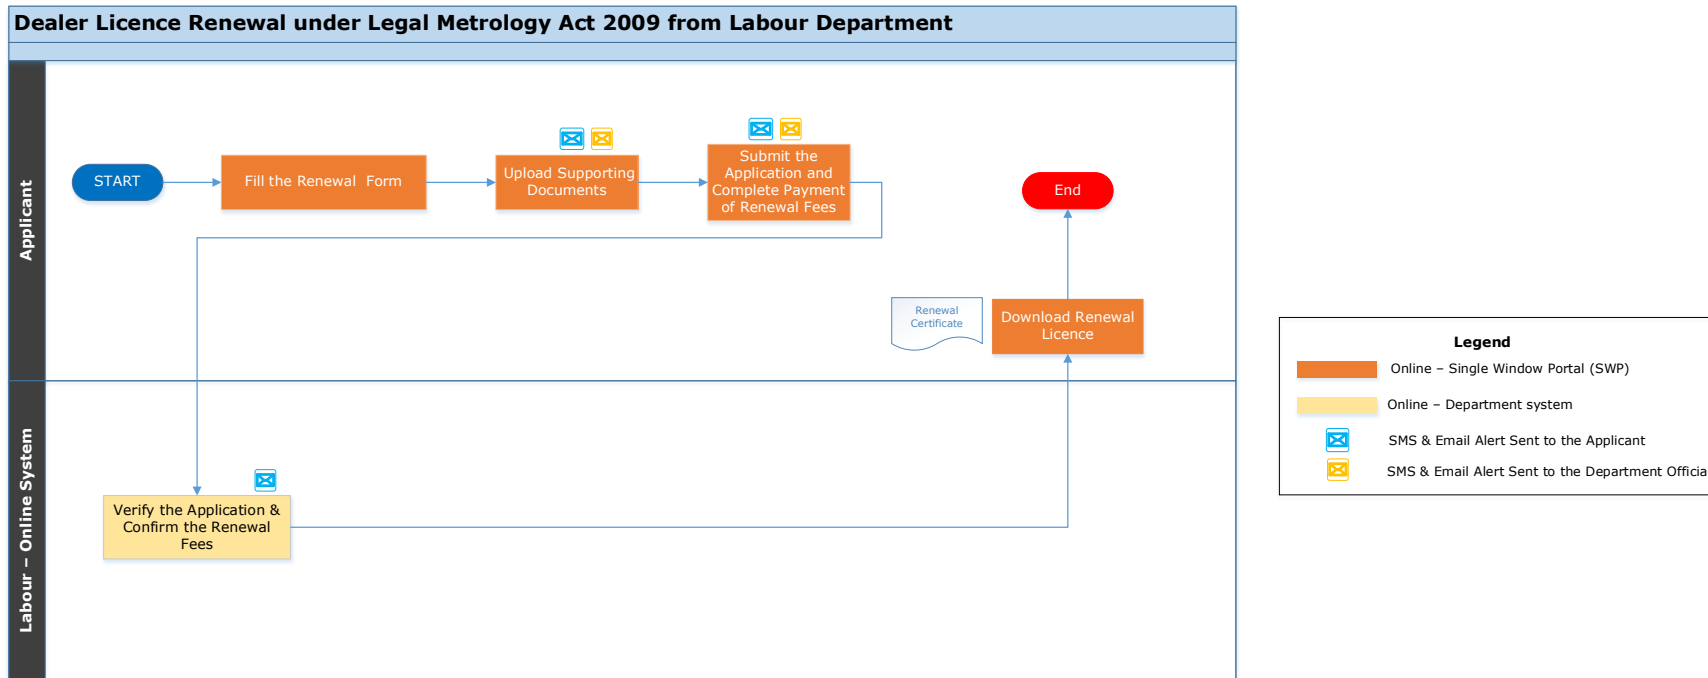 Dealer Licence Renewal under Legal Metrology Act 2009 from Labour Department
Applicant
START
Fill the Renewal Form
Upload Supporting
Documents
Submit the
Application and
Complete Payment
of Renewal Fees
End
Renewal
Certificate
Download Renewal
Licence
Labour – Online System
Verify the Application &
Confirm the Renewal
Fees
Legend
Online – Single Window Portal (SWP)
Online – Department system
SMS & Email Alert Sent to the Applicant
SMS & Email Alert Sent to the Department Officia